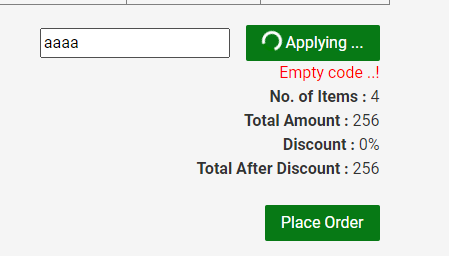 aaaa
Applying ...
Empty code ..!
No. of Items : 4
Total Amount : 256
Discount : 0%
Total After Discount : 256
Place Order